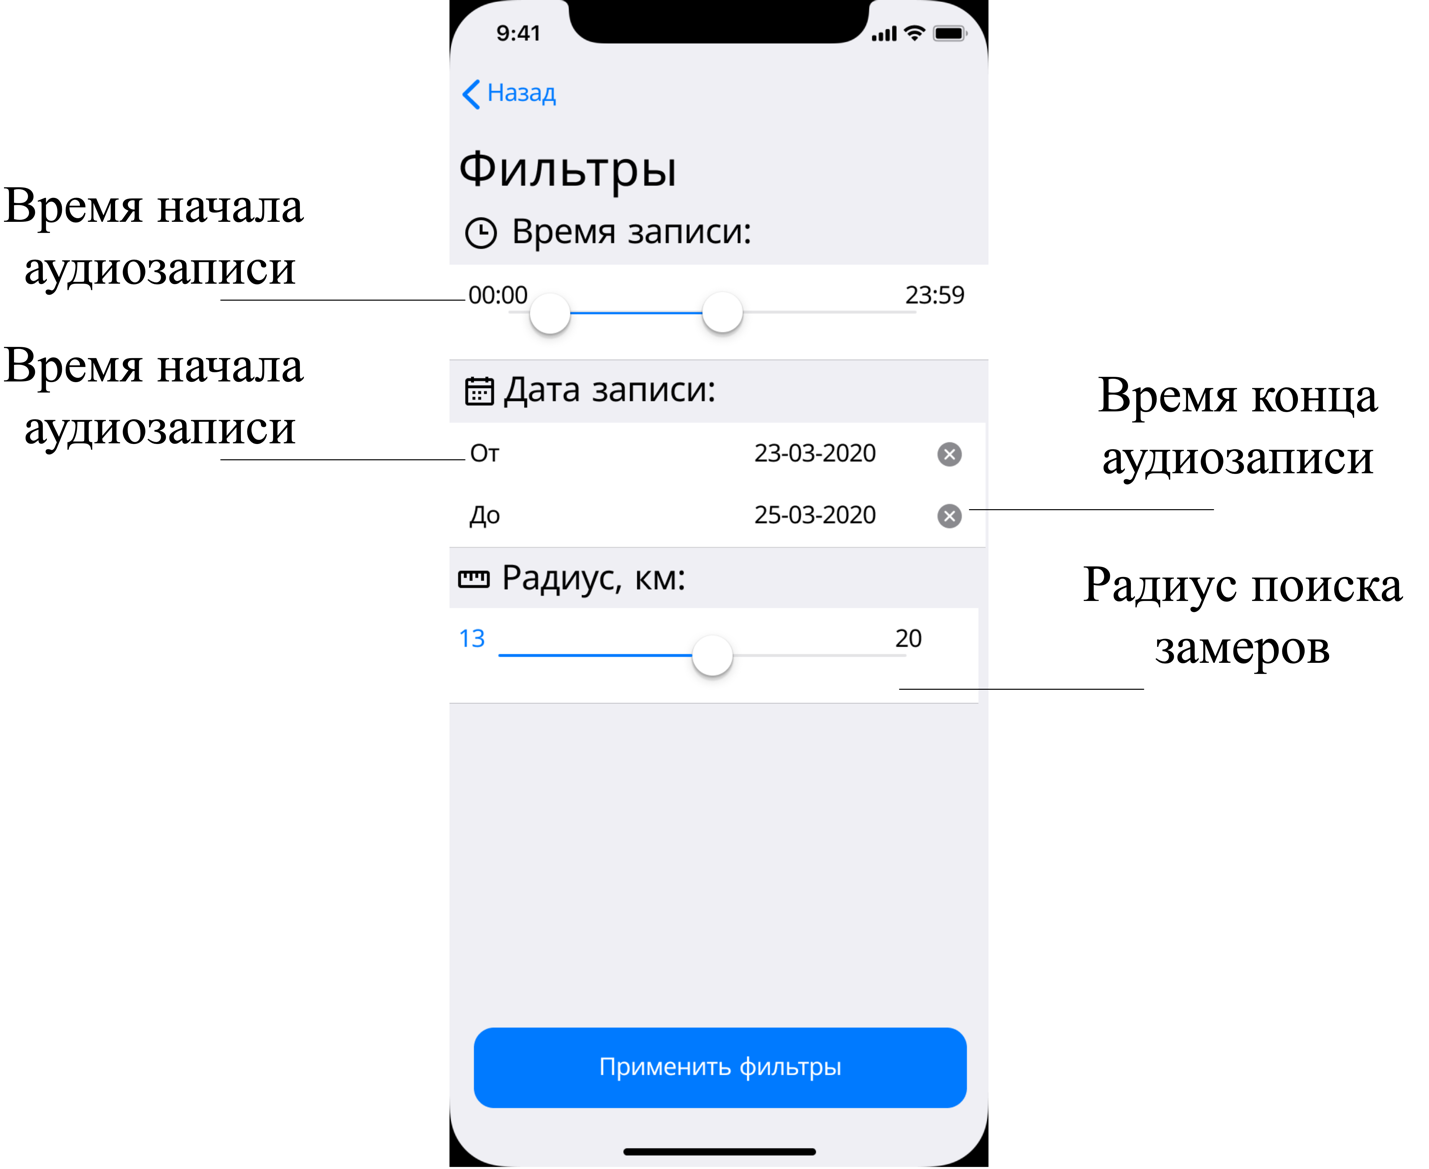 9:41
Назад
Фильтры
Время записи:
00:00 23:59
Дата записи:
От 23-03-2020
До 25-03-2020
Радиус, км:
13 20
Применить фильтры
Время начала
аудиозаписи
Время начала
аудиозаписи
Время конца
аудиозаписи
Радиус поиска
замеров